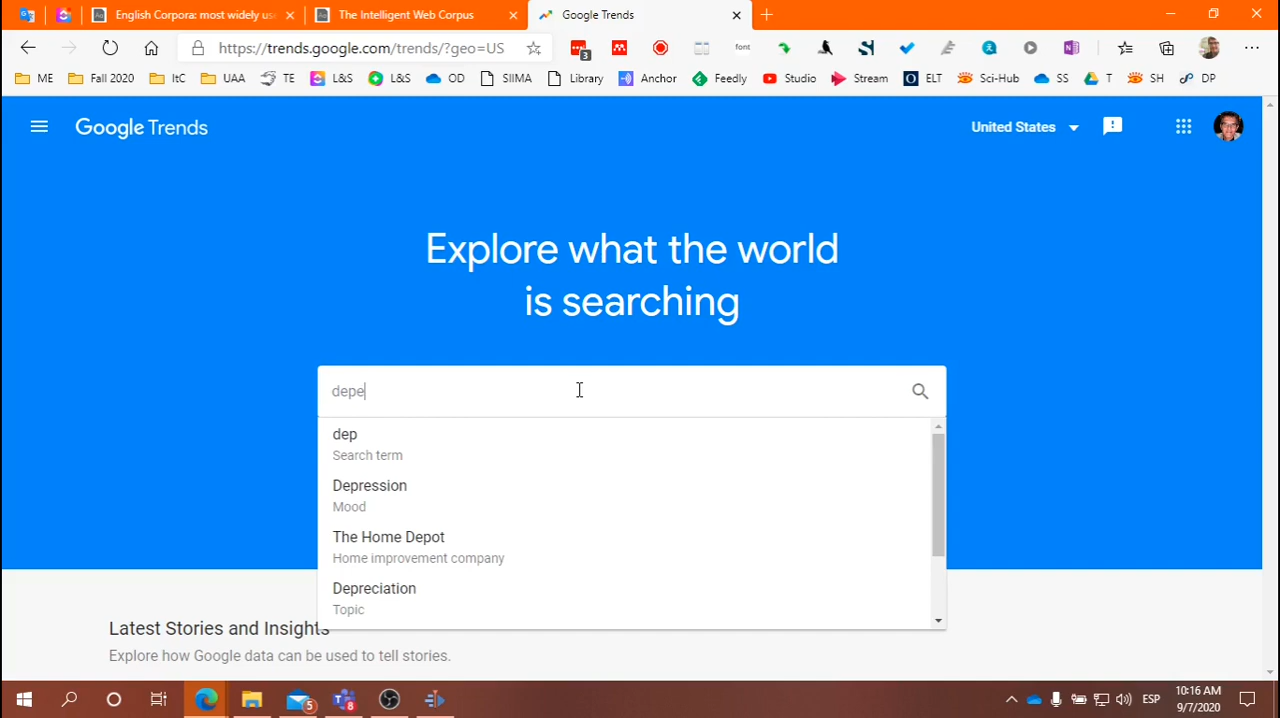 English Corpora: most widely us
The Intelligent Web Corpus
Google Trends
https://trends.google.com/trends/?geo=US
3
font
ME
Fall 2020
ItC
UAA
TE
L&S
L&S
OD
SIIMA
Library
Anchor
Feedly
Studio
Stream
ELT
Sci-Hub
SS
T
SH
DP
Google Trends
United States
Explore what the world
is searching
depe
dep
Search term
Depression
Mood
The Home Depot
Home improvement company
Depreciation
Topic
Latest Stories and Insights
Explore how Google data can be used to tell stories.
5
8
ESP
10:16 AM
9/7/2020